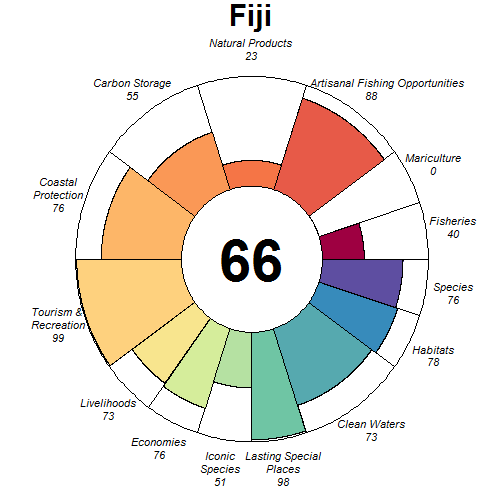 Fiji
Natural Products
23
Carbon Storage
55
Artisanal Fishing Opportunities
88
Mariculture
0
Coastal
Protection
76
Fisheries
40
66
Species
76
Tourism &
Recreation
99
Habitats
78
Livelihoods
73
Clean Waters
73
Economies
76
Iconic
Species
51
Lasting Special
Places
98